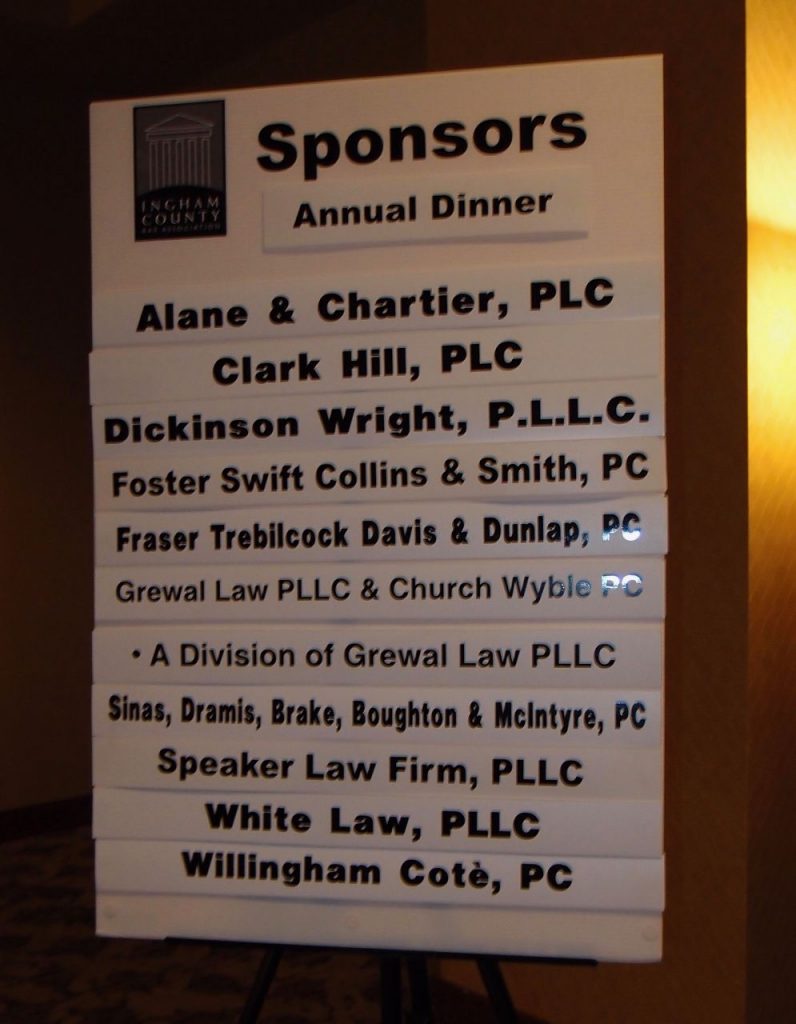 INGHAM
COUNTY
BAR ASSOCIATION
Sponsors
Annual Dinner
Alane & Chartier, PLC
Clark Hill, PLC
Dickinson Wright, P.L.L.C.
Foster Swift Collins & Smith, PC
Fraser Trebilcock Davis & Dunlap, PC
Grewal Law PLLC & Church Wyble PC
• A Division of Grewal Law PLLC
Sinas, Dramis, Brake, Boughton & McIntyre, PC
Speaker Law Firm, PLLC
White Law, PLLC
Willingham Cotè, PC